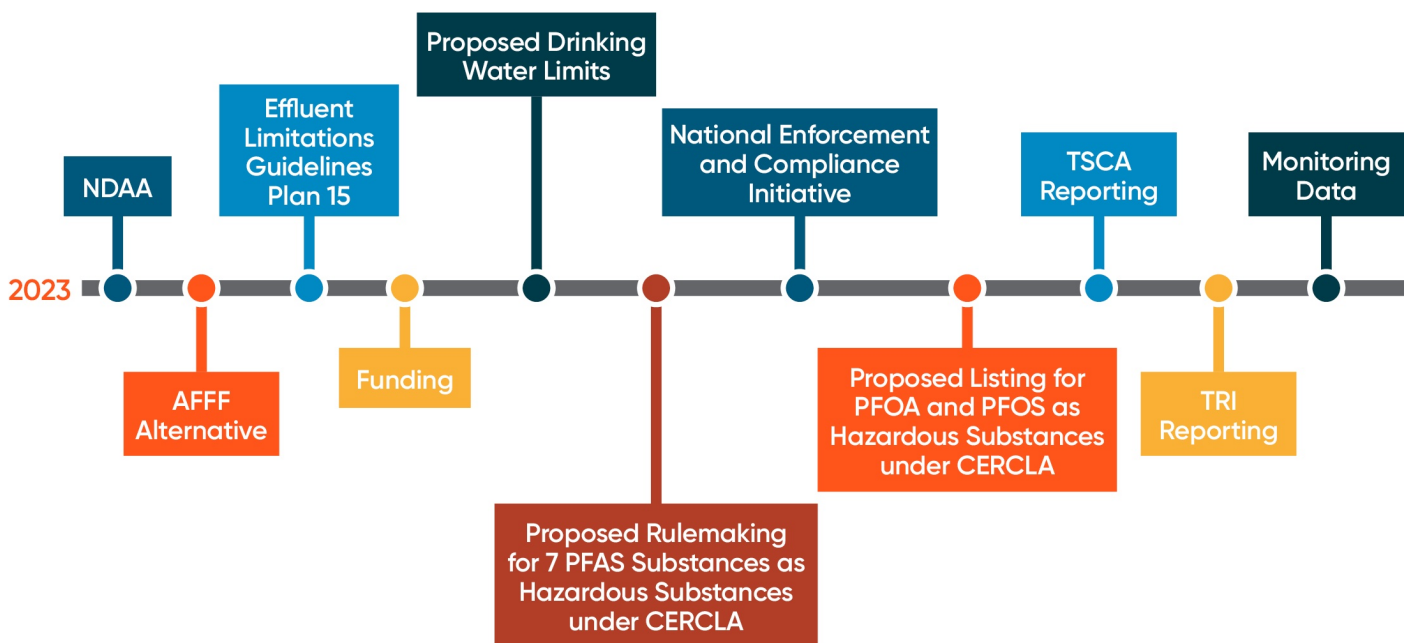 2023
NDAA
AFFF
Alternative
Effluent
Limitations
Guidelines
Plan 15
Funding
Proposed Drinking
Water Limits
Proposed Rulemaking
for 7 PFAS Substances as
Hazardous Substances
under CERCLA
National Enforcement
and Compliance
Initiative
Proposed Listing for
PFOA and PFOS as
Hazardous Substances
under CERCLA
TSCA
Reporting
TRI
Reporting
Monitoring
Data